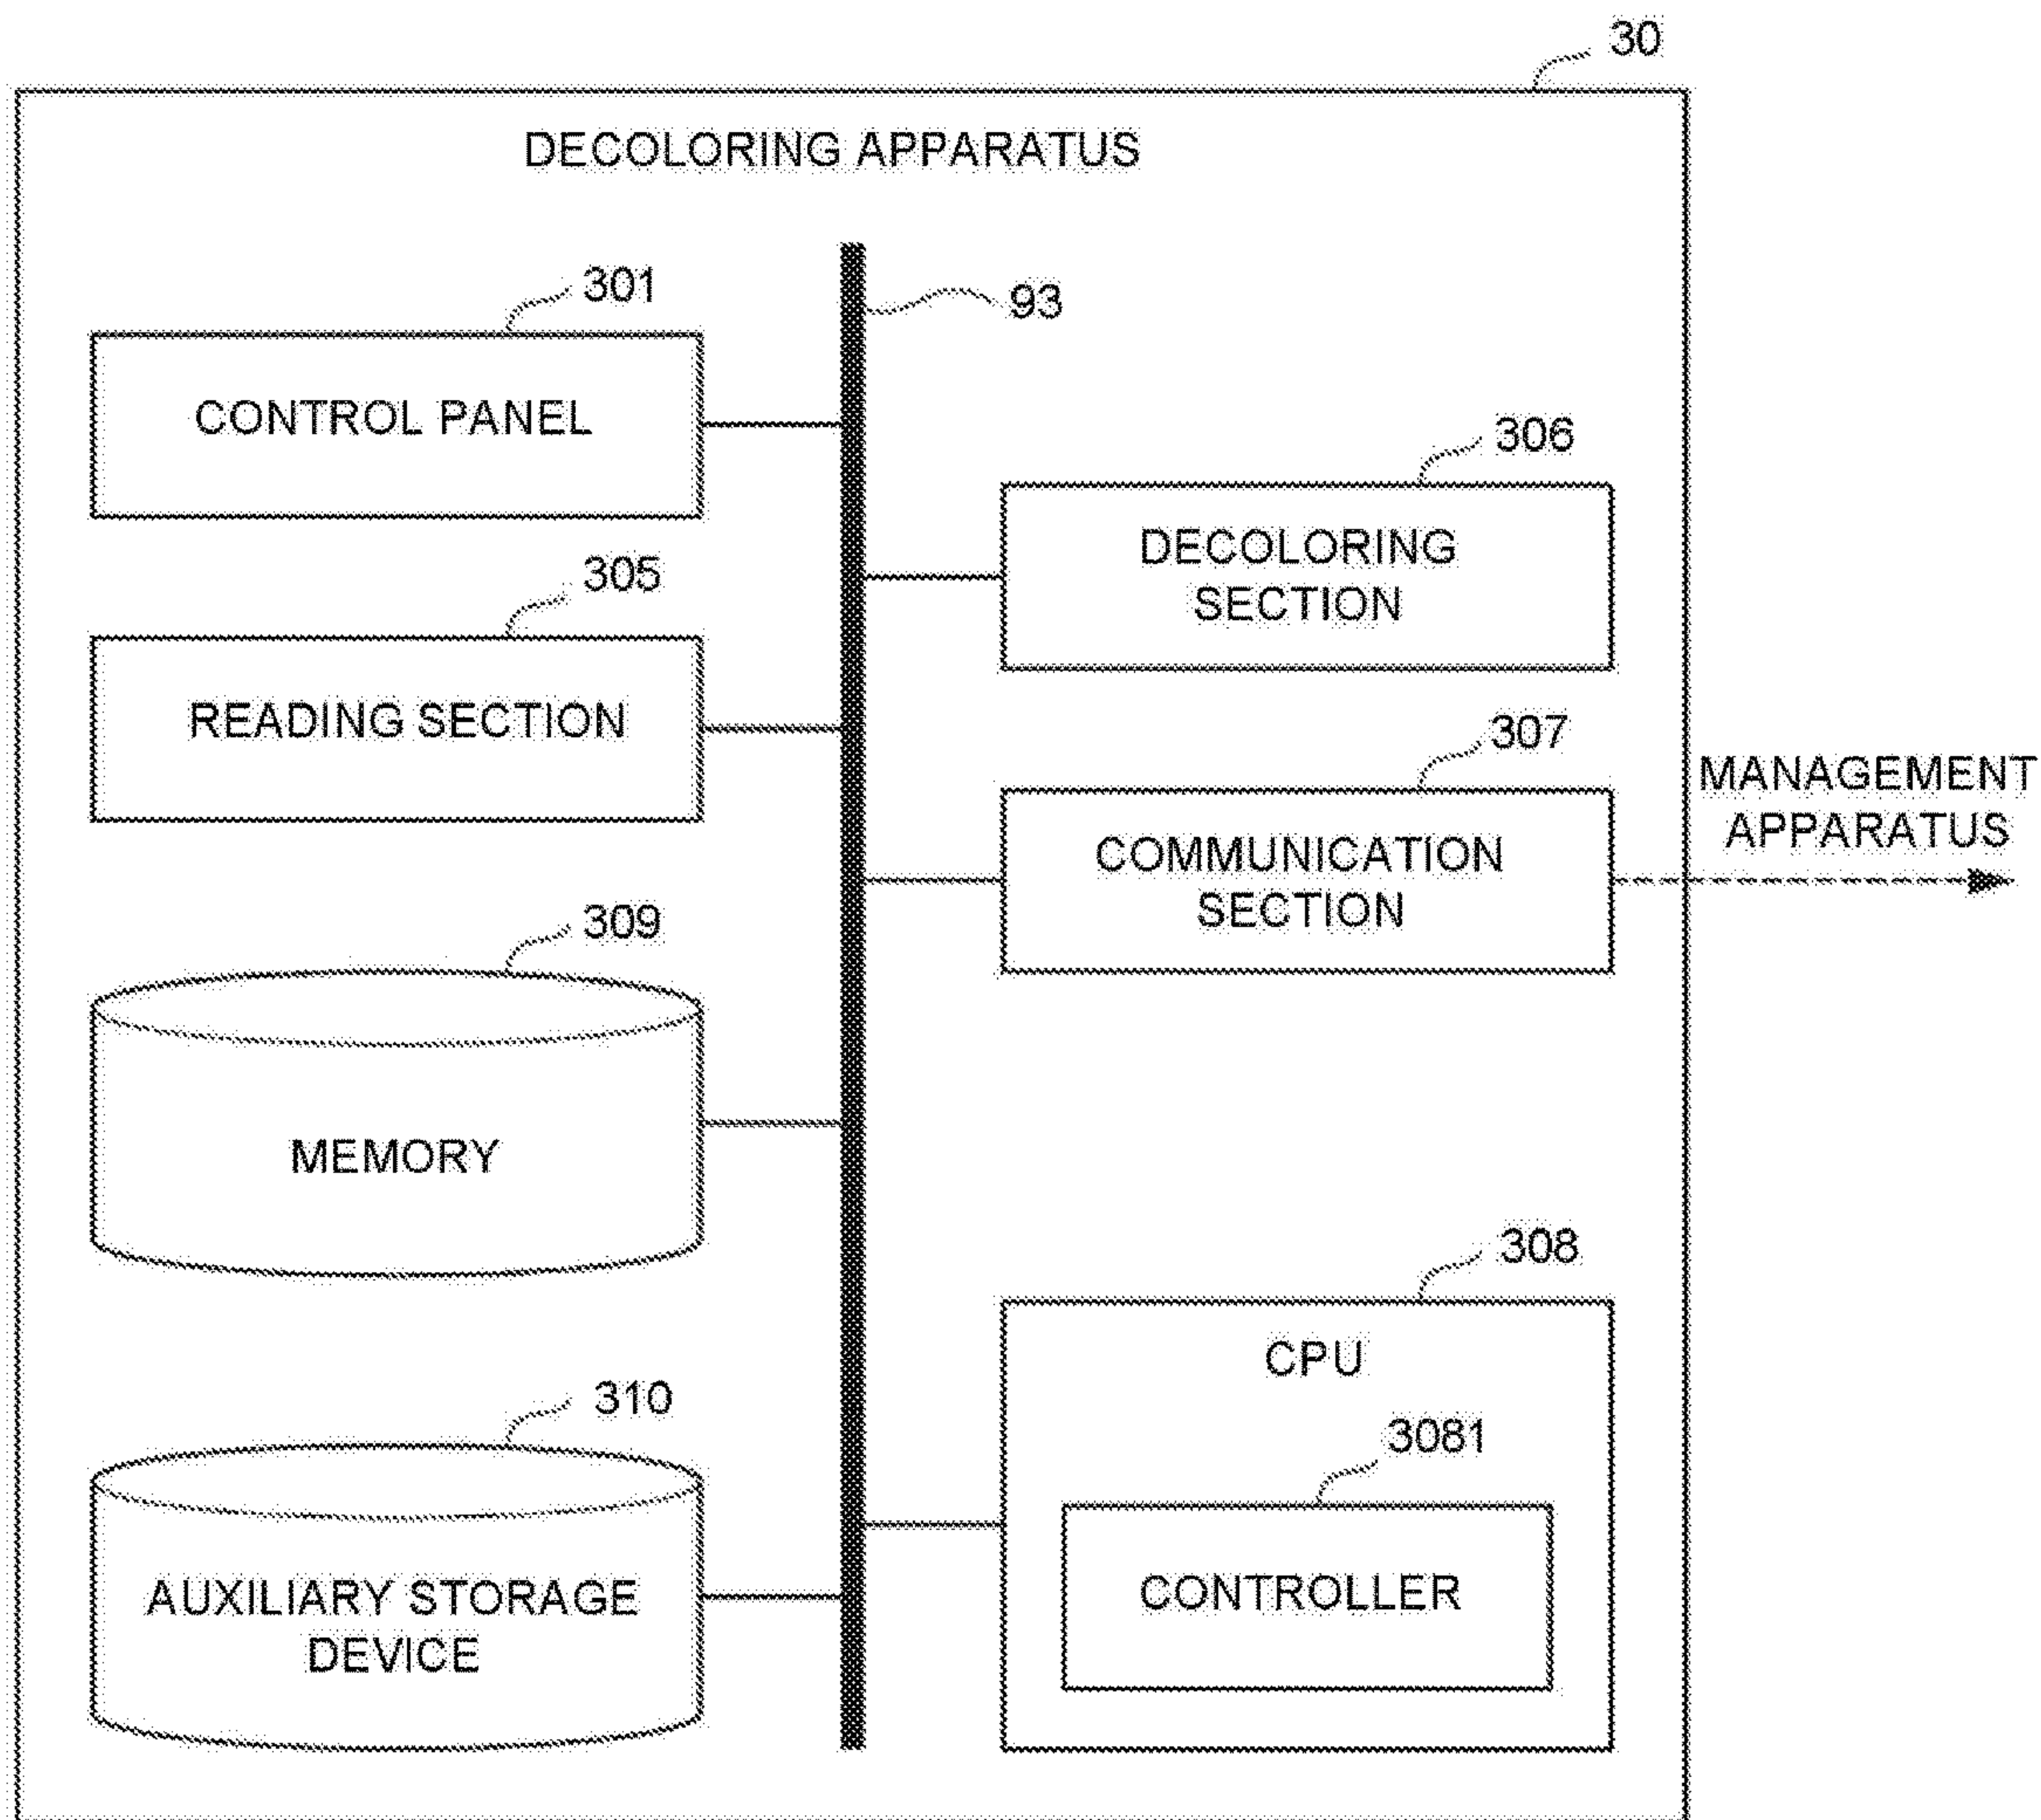 30
DECOLORING APPARATUS
301
93
CONTROL PANEL
306
DECOLORING
SECTION
305
READING SECTION
307
MANAGEMENT
APPARATUS
COMMUNICATION
SECTION
309
MEMORY
308
CPU
310
3081
AUXILIARY STORAGE
DEVICE
CONTROLLER